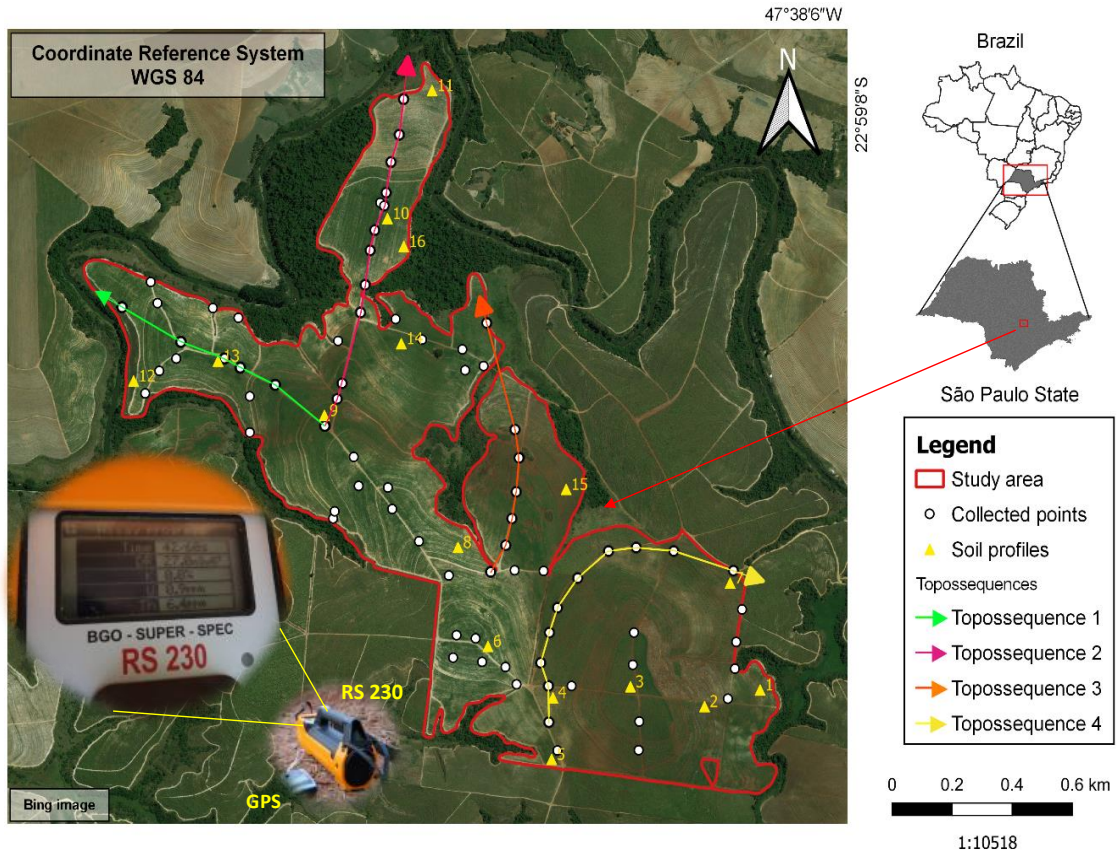 47°38'6"W
22°59'8"S
Coordinate Reference System
WGS 84
N
11
10
16
14
13
12
9
15
8
7
6
1
3
4
2
5
BGO - SUPER - SPEC
RS 230
RS 230
GPS
Bing image
Brazil
São Paulo State
Legend
Study area
Collected points
Soil profiles
Topossequences
Topossequence 1
Topossequence 2
Topossequence 3
Topossequence 4
0 0.2 0.4 0.6 km
1:10518